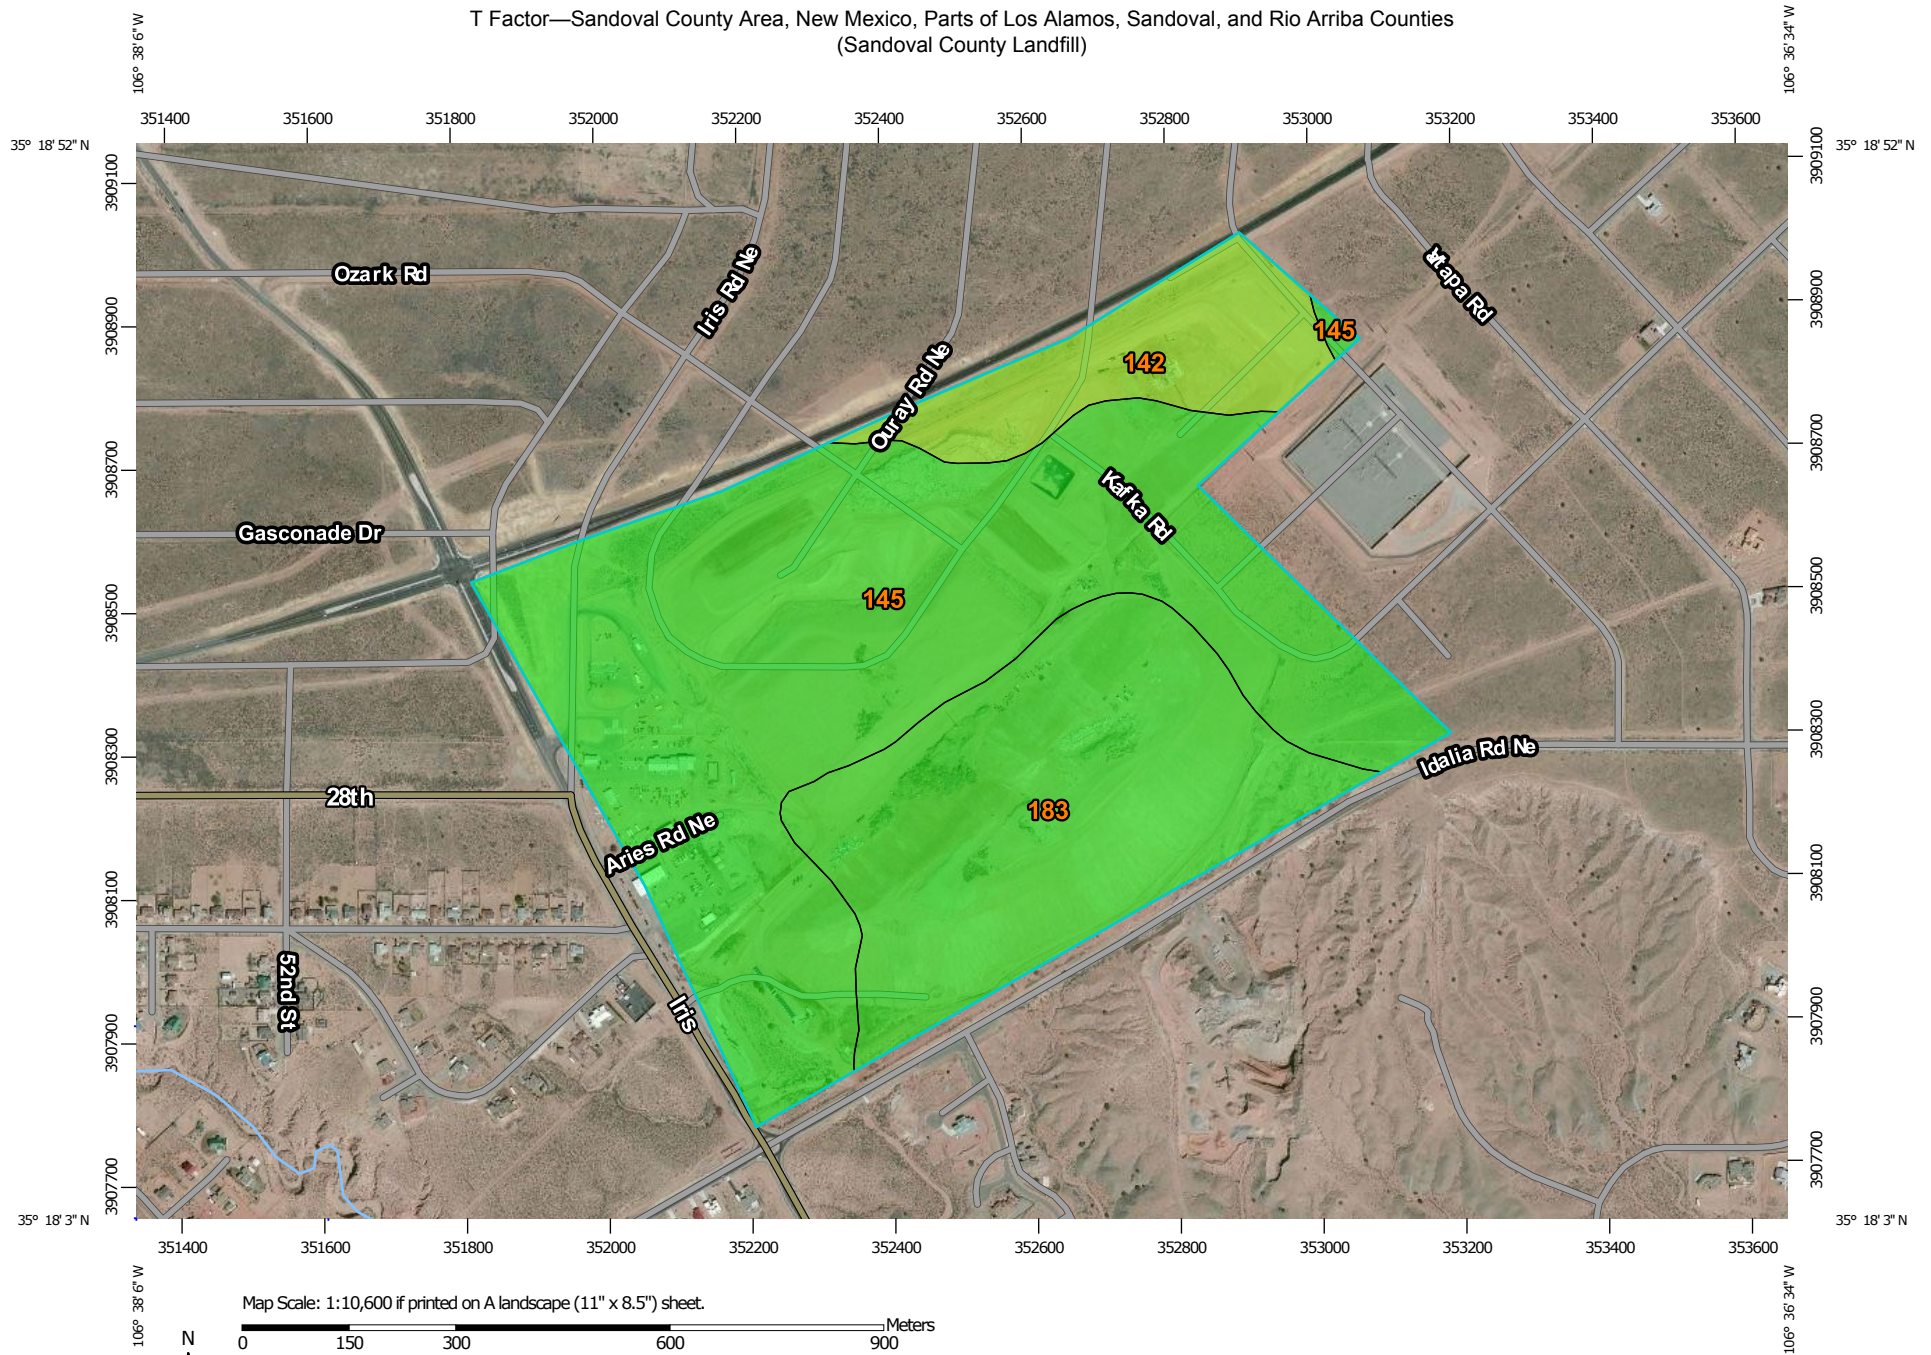 T Factor—Sandoval County Area, New Mexico, Parts of Los Alamos, Sandoval, and Rio Arriba Counties
(Sandoval County Landfill)
106° 38' 6" W
106° 36' 34" W
351400 351600 351800 352000 352200 352400 352600 352800 353000 353200 353400 353600
35° 18' 52" N
35° 18' 52" N
3909100
3909100
Ozark Rd
Iris Rd Ne
Atapa Rd
3908900
3908900
145
142
Ouray Rd Ne
3908700
3908700
Gasconade Dr
Kafka Rd
145
3908500
3908500
3908300
3908300
Idalia Rd Ne
28th
183
Aries Rd Ne
3908100
3908100
52nd St
Iris
3907900
3907900
3907700
3907700
35° 18' 3" N
35° 18' 3" N
351400 351600 351800 352000 352200 352400 352600 352800 353000 353200 353400 353600
106° 38' 6" W
106° 36' 34" W
Map Scale: 1:10,600 if printed on A landscape (11" x 8.5") sheet.
Meters
N
0 150 300 600 900